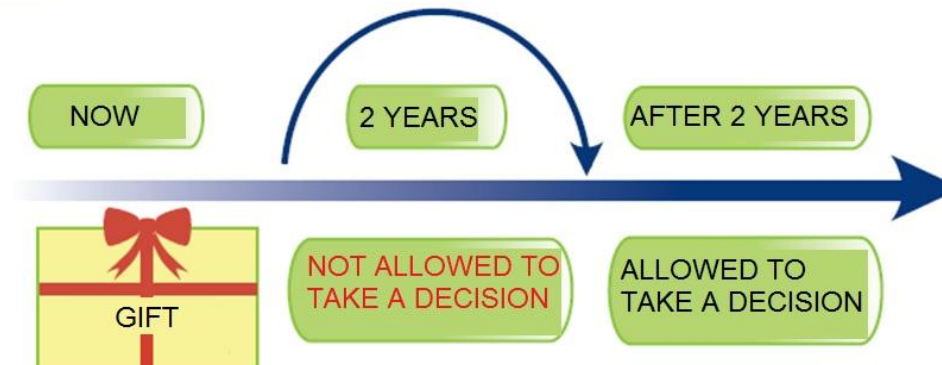 NOW
2 YEARS
AFTER 2 YEARS
GIFT
NOT ALLOWED TO
TAKE A DECISION
ALLOWED TO
TAKE A DECISION